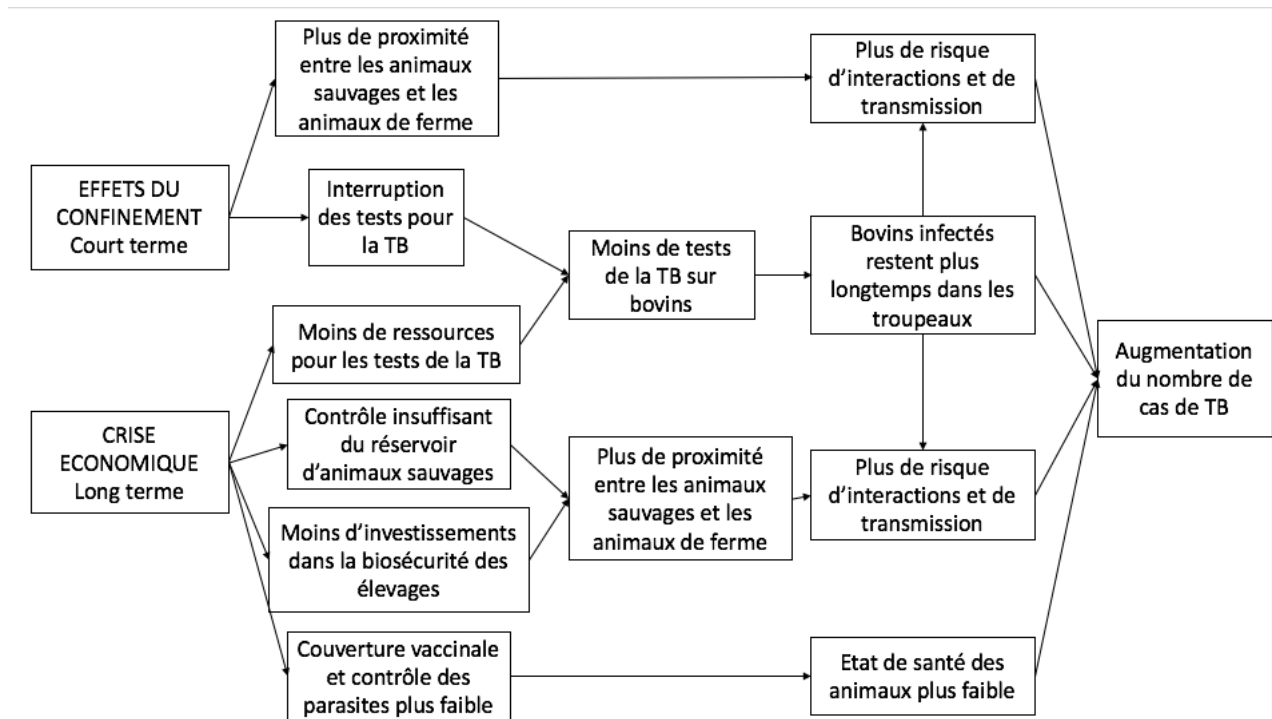 Plus de proximité
entre les animaux
sauvages et les
animaux de ferme
Plus de risque
d'interactions et de
transmission
EFFETS DU
CONFINEMENT
Court terme
Interruption
des tests pour
la TB
Moins de tests
de la TB sur
bovins
Bovins infectés
restent plus
longtemps dans les
troupeaux
Moins de ressources
pour les tests de la TB
Augmentation
du nombre de
cas de TB
CRISE
ECONOMIQUE
Long terme
Contrôle insuffisant
du réservoir
d'animaux sauvages
Plus de proximité
entre les animaux
sauvages et les
animaux de ferme
Plus de risque
d'interactions et de
transmission
Moins d'investissements
dans la biosécurité des
élevages
Couverture vaccinale
et contrôle des
parasites plus faible
Etat de santé des
animaux plus faible